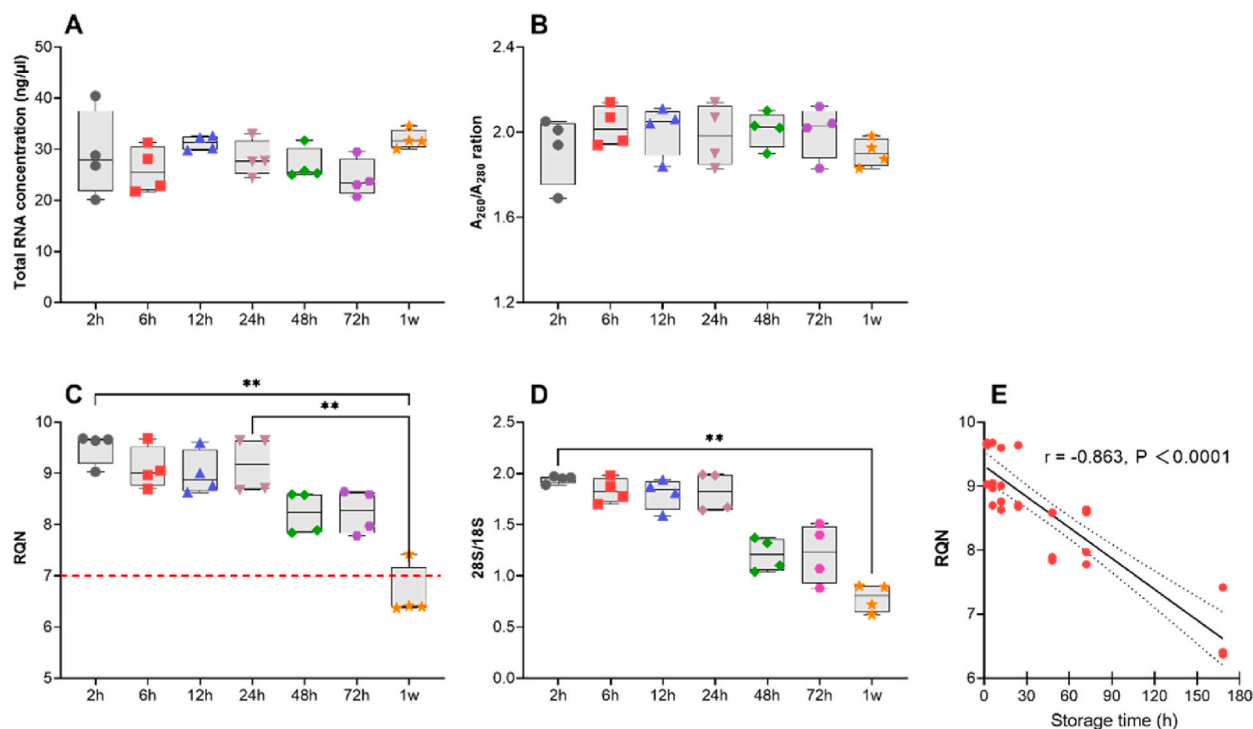 A
Total RNA concentration (ng/µl)
50
40
30
20
10
0
2h 6h 12h 24h 48h 72h 1w
B
A260/A280 ration
2.4
2.0
1.6
1.2
2h 6h 12h 24h 48h 72h 1w
C
RQN
**
**
10
9
8
7
6
5
2h 6h 12h 24h 48h 72h 1w
D
28S/18S
**
2.5
2.0
1.5
1.0
0.5
0.0
2h 6h 12h 24h 48h 72h 1w
E
RQN
r = -0.863, P <0.0001
10
9
8
7
6
0 30 60 90 120 150 180
Storage time (h)